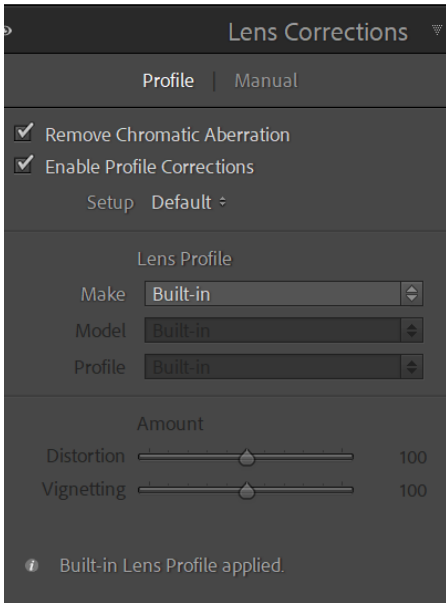 Lens Corrections
Profile | Manual
Remove Chromatic Aberration
Enable Profile Corrections
Setup Default
Lens Profile
Make Built-in
Model Built-in
Profile Built-in
Amount
Distortion 100
Vignetting 100
Built-in Lens Profile applied.